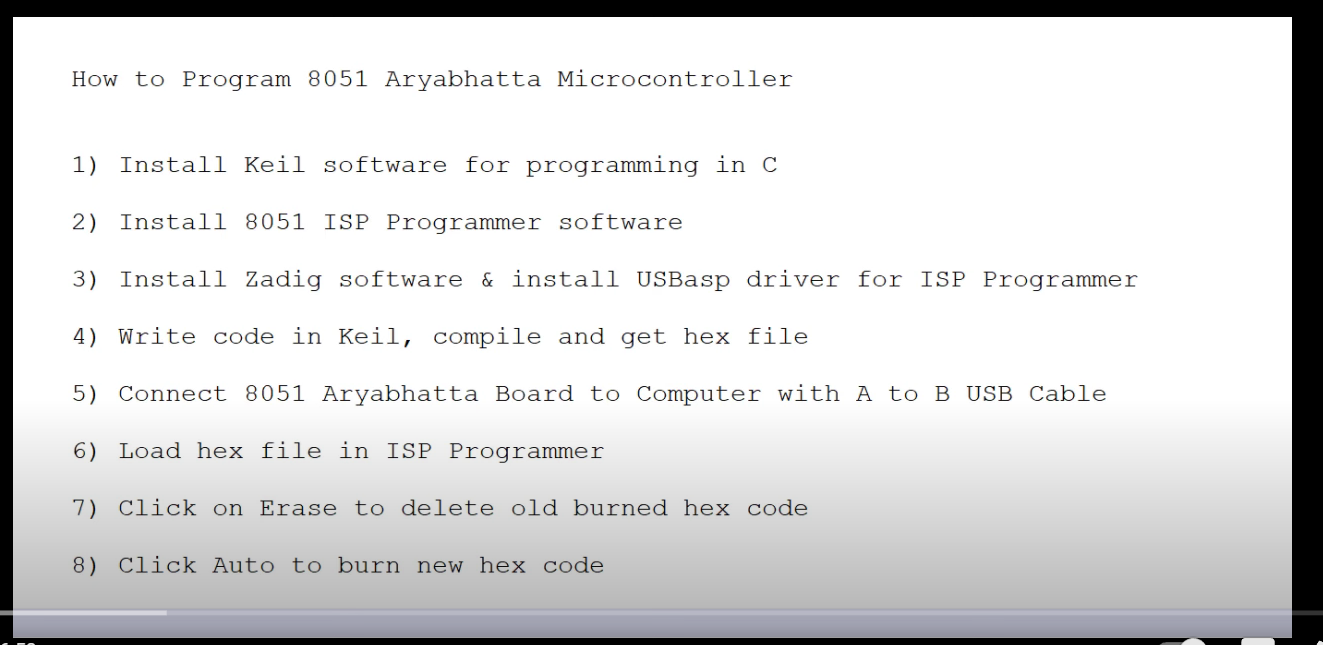 How to Program 8051 Aryabhatta Microcontroller
1) Install Keil software for programming in C
2) Install 8051 ISP Programmer software
3) Install Zadig software & install USBasp driver for ISP Programmer
4) Write code in Keil, compile and get hex file
5) Connect 8051 Aryabhatta Board to Computer with A to B USB Cable
6) Load hex file in ISP Programmer
7) Click on Erase to delete old burned hex code
8) Click Auto to burn new hex code